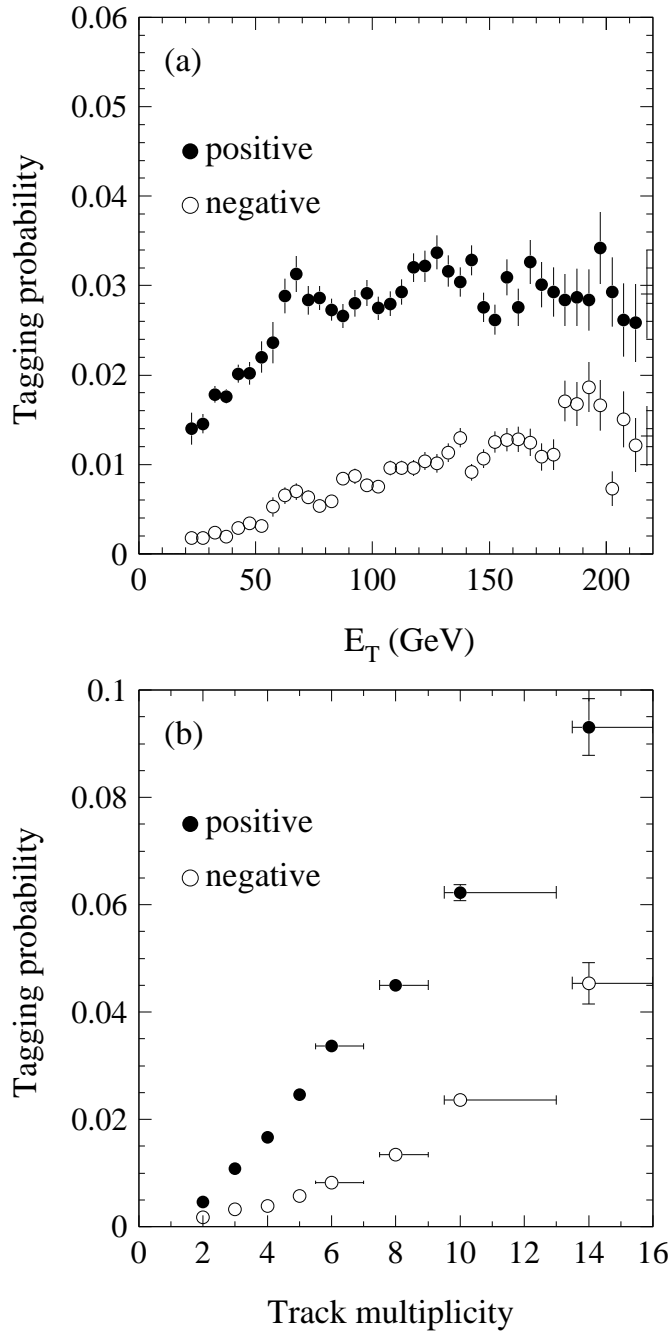 0.06
(a)
0.05
positive
0.04
negative
0.03
0.02
0.01
0
0 50 100 150 200
Tagging probability
E_T (GeV)
0.1
(b)
0.08
positive
negative
0.06
0.04
0.02
0
0 2 4 6 8 10 12 14 16
Tagging probability
Track multiplicity